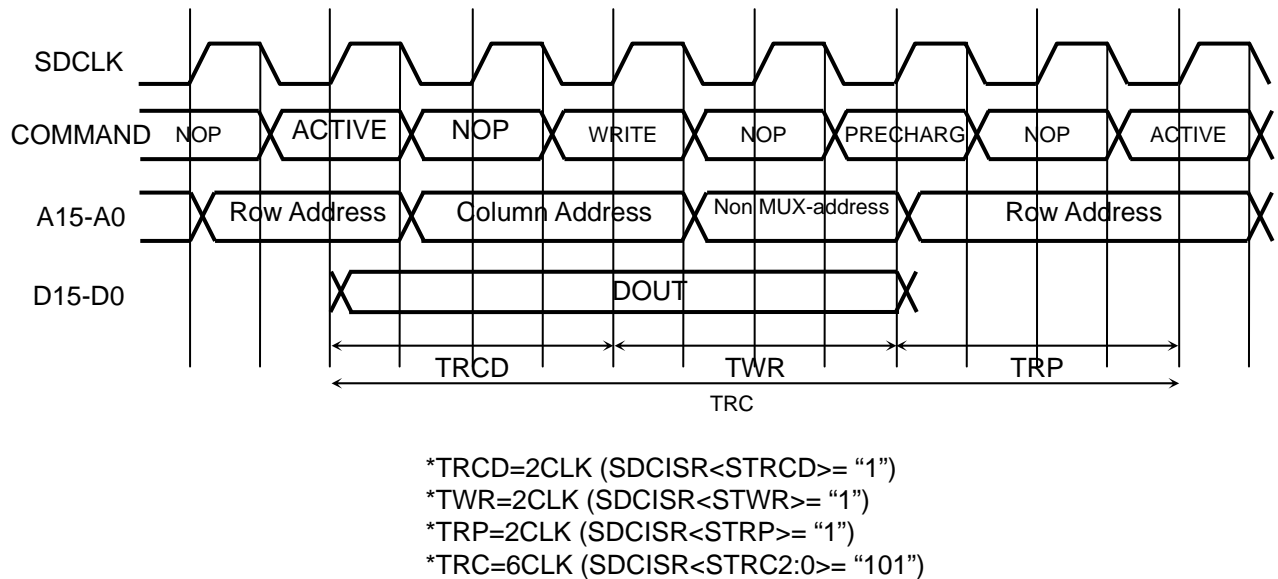 SDCLK
COMMAND NOP ACTIVE NOP WRITE NOP PRECHARG NOP ACTIVE
A15-A0 Row Address Column Address Non MUX-address Row Address
D15-D0 DOUT
TRCD TWR TRP
TRC
*TRCD=2CLK (SDCISR<STRCD>= “1”)
*TWR=2CLK (SDCISR<STWR>= “1”)
*TRP=2CLK (SDCISR<STRP>= “1”)
*TRC=6CLK (SDCISR<STRC2:0>= “101”)